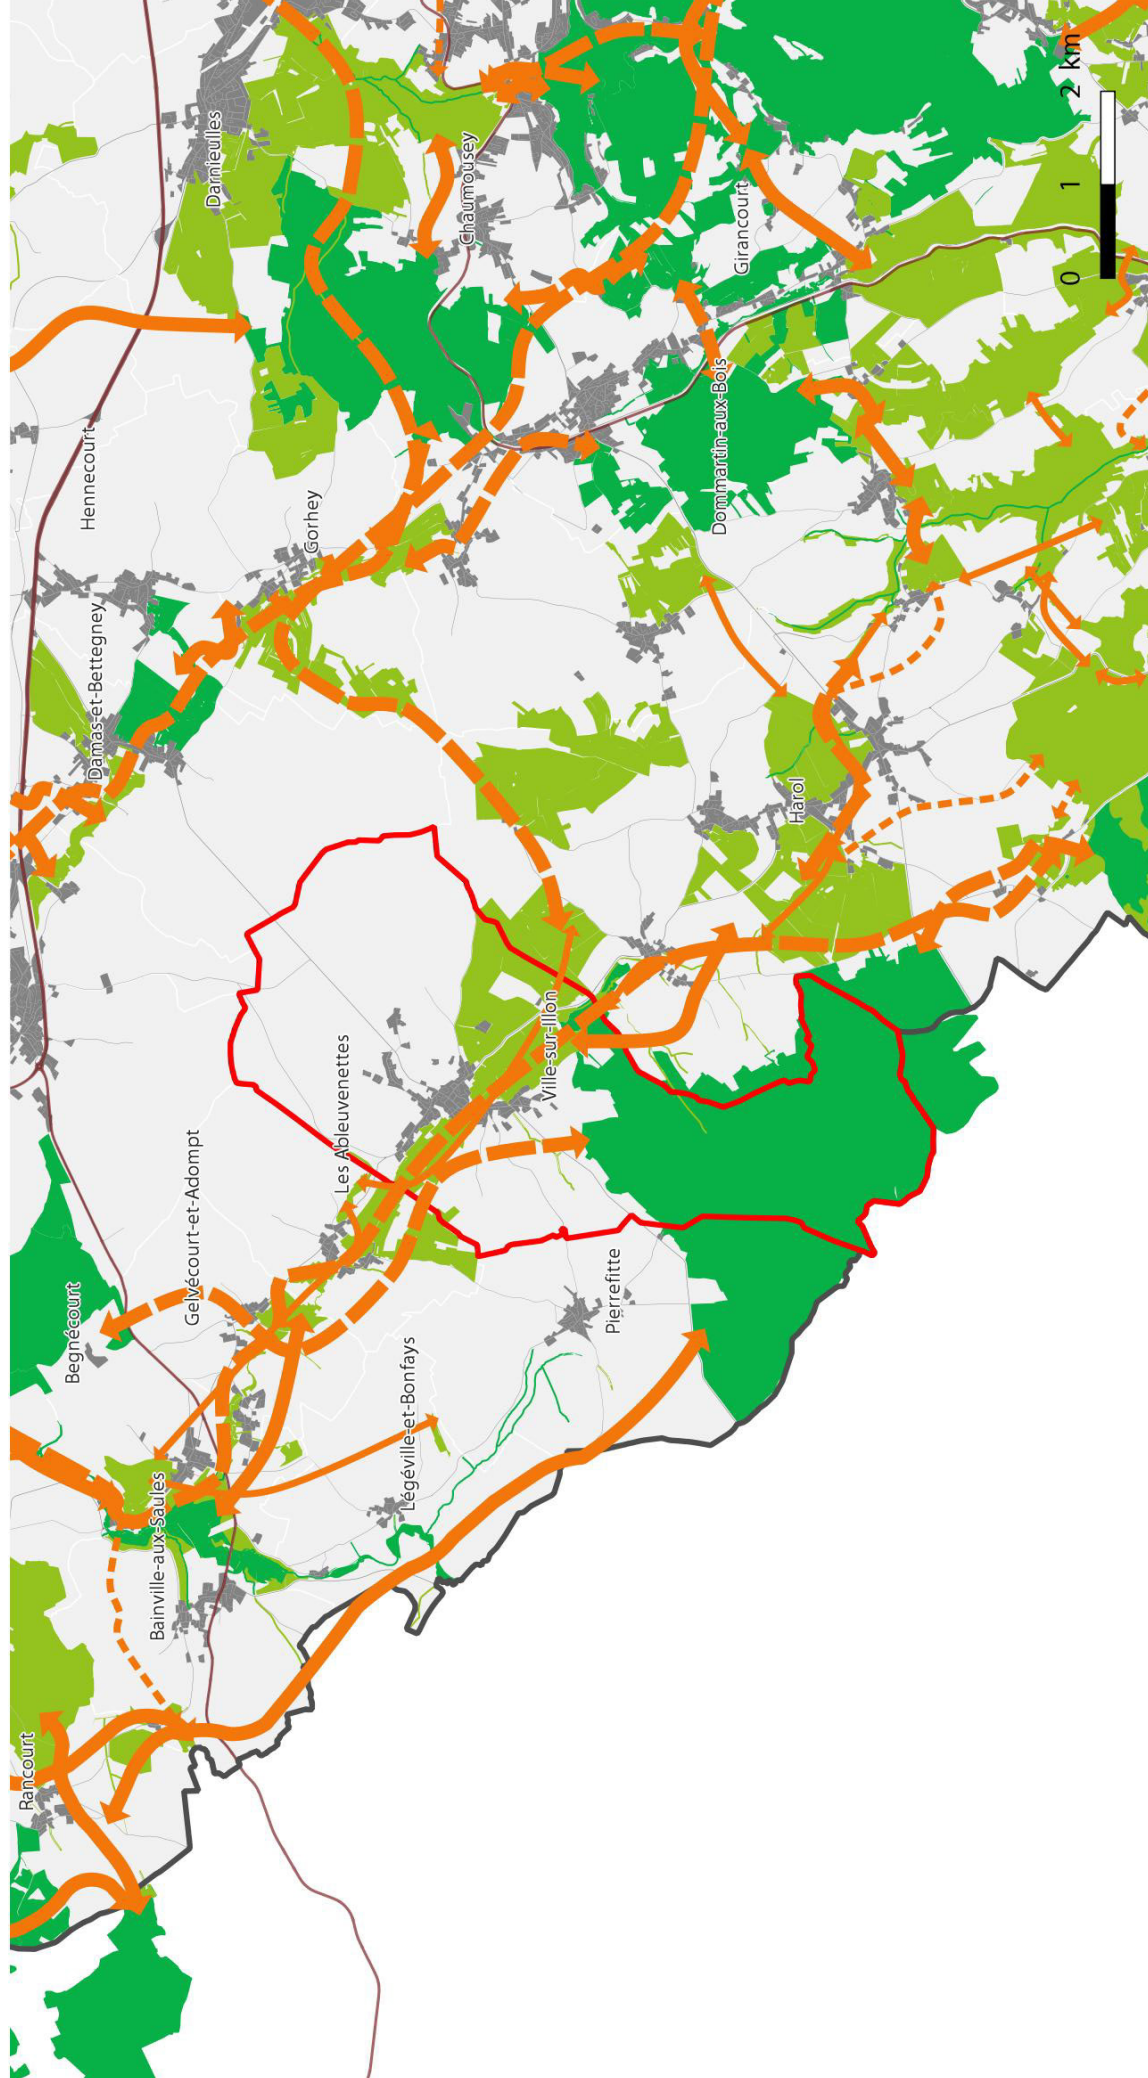 Rancourt
Begnécourt
Hennecourt
Damas-et-Bettegney
Bainville-aux-Saules
Gelvécourt-et-Adompt
Darnieulles
Gorhey
Les Ableuvenettes
Légéville-et-Bonfays
Chaumousey
Ville-sur-Illon
Pierrefitte
Dommartin-aux-Bois
Girancourt
Harol
0 1 2 km